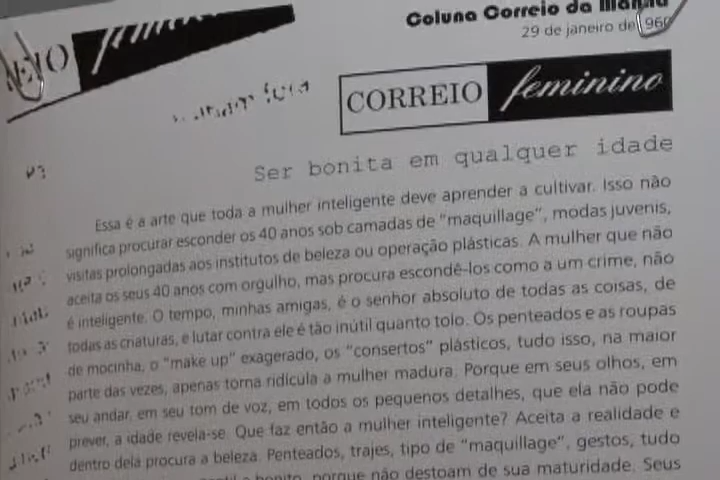 Coluna Correio da Manhã
29 de janeiro de 1960
CORREIO feminino
Ser bonita em qualquer idade
Essa é a arte que toda a mulher inteligente deve aprender a cultivar. Isso não
significa procurar esconder os 40 anos sob camadas de "maquillage", modas juvenis,
visitas prolongadas aos institutos de beleza ou operação plásticas. A mulher que não
aceita os seus 40 anos com orgulho, mas procura escondê-los como a um crime, não
é inteligente. O tempo, minhas amigas, é o senhor absoluto de todas as coisas, de
todas as criaturas, e lutar contra ele é tão inútil quanto tolo. Os penteados e as roupas
de mocinha, o "make up" exagerado, os "consertos" plásticos, tudo isso, na maior
parte das vezes, apenas torna ridícula a mulher madura. Porque em seus olhos, em
seu andar, em seu tom de voz, em todos os pequenos detalhes, que ela não pode
prever, a idade revela-se. Que faz então a mulher inteligente? Aceita a realidade e
dentro dela procura a beleza. Penteados, trajes, tipo de "maquillage", gestos, tudo
bonito, porque não destoam de sua maturidade. Seus